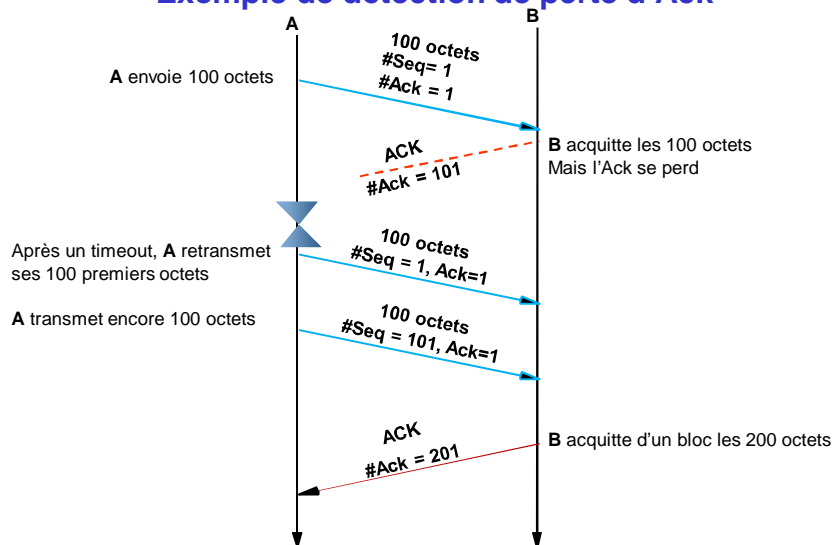 Exemple de détection de perte d'Ack
A
B
100 octets
#Seq= 1
#Ack = 1
A envoie 100 octets
B acquitte les 100 octets
Mais l'Ack se perd
ACK
#Ack = 101
Après un timeout, A retransmet
ses 100 premiers octets
100 octets
#Seq = 1, Ack=1
A transmet encore 100 octets
100 octets
#Seq = 101, Ack=1
ACK
#Ack = 201
B acquitte d'un bloc les 200 octets